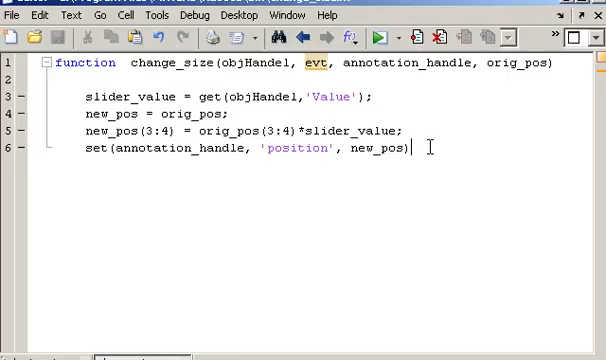 File Edit Text Go Cell Tools Debug Desktop Window Help
1 function change_size(objHandel, evt, annotation_handle, orig_pos)
2
3 slider_value = get(objHandel,'Value');
4 new_pos = orig_pos;
5 new_pos(3:4) = orig_pos(3:4)*slider_value;
6 set(annotation_handle, 'position', new_pos)